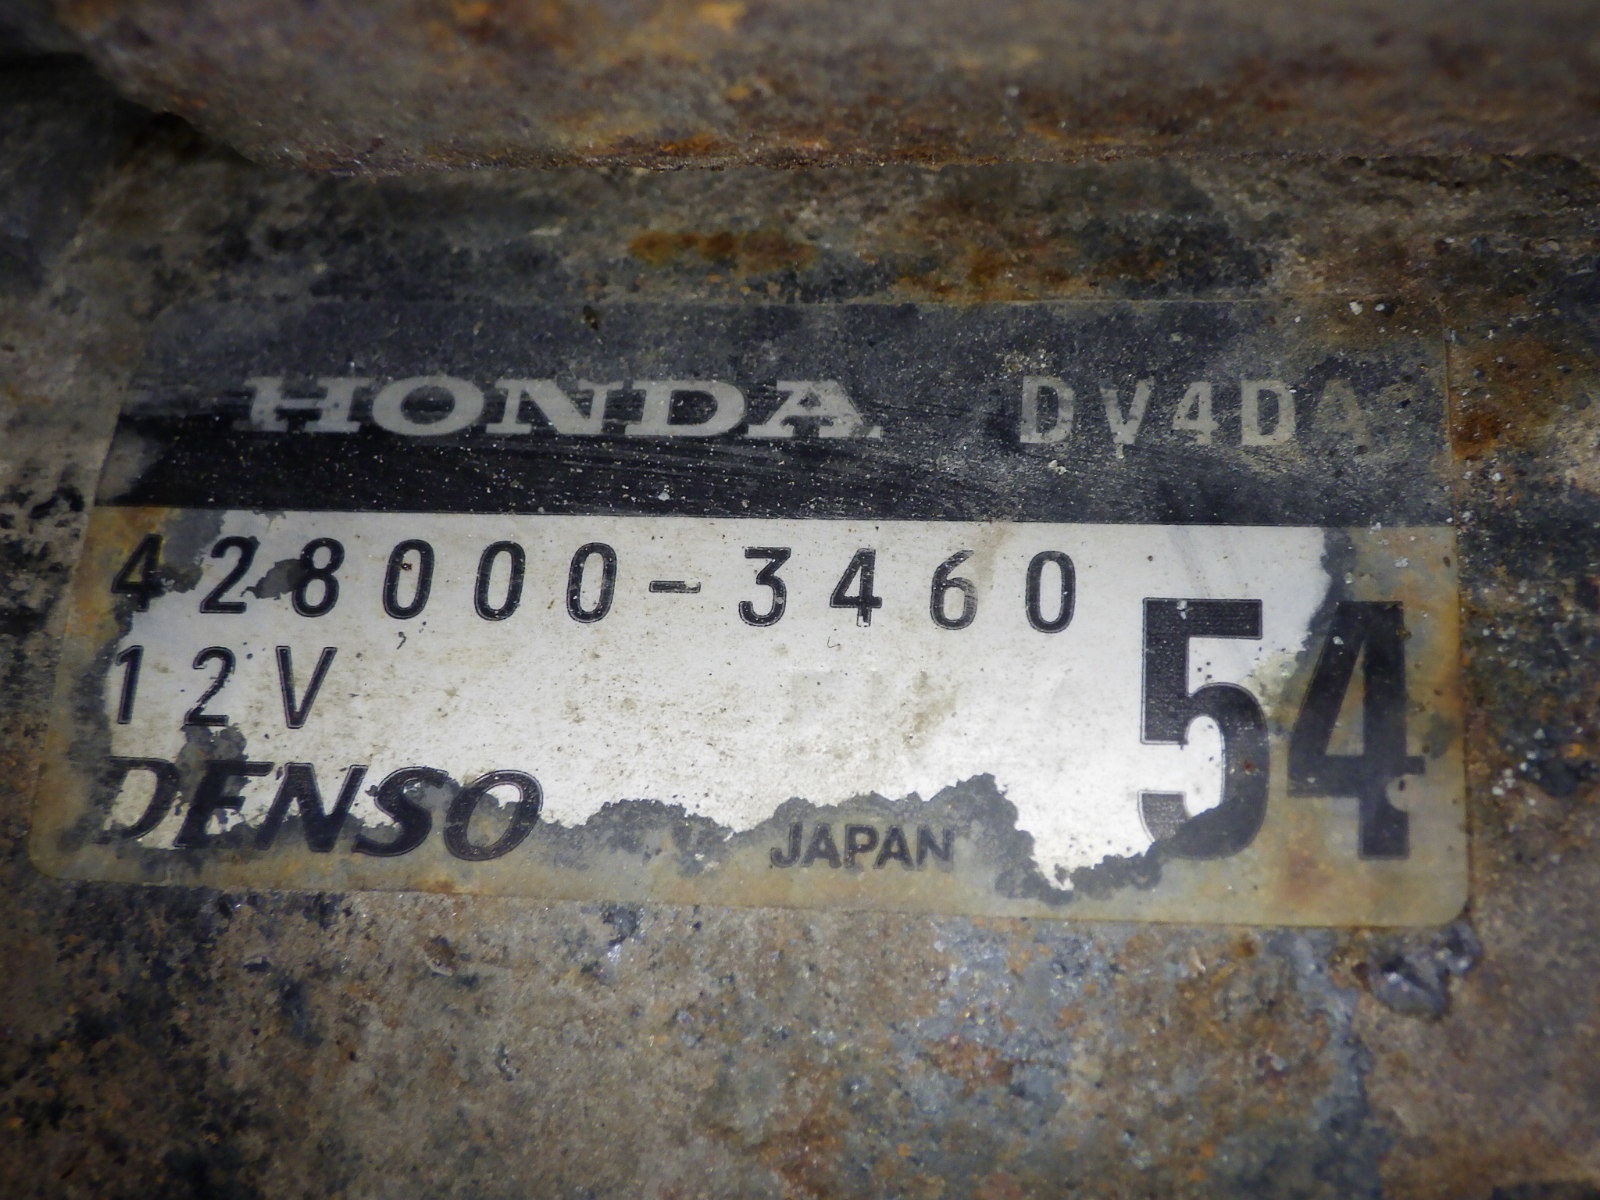 HONDA DV4DA
428000-3460
12V
54
DENSO
JAPAN